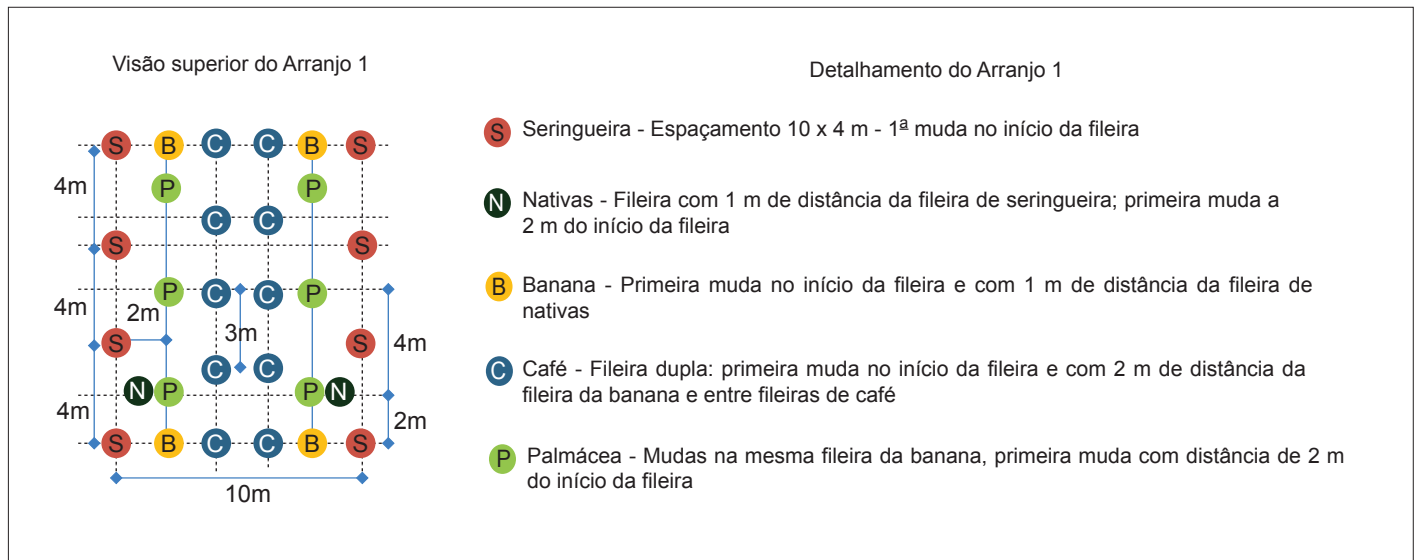 Visão superior do Arranjo 1
S B C C B S
4m
P P
C C
S S
4m
P C C P
2m
3m
4m
S S
C C
N P P N
4m
2m
S B C C B S
10m
Detalhamento do Arranjo 1
S Seringueira - Espaçamento 10 x 4 m - 1ª muda no início da fileira
N Nativas - Fileira com 1 m de distância da fileira de seringueira; primeira muda a
2 m do início da fileira
B Banana - Primeira muda no início da fileira e com 1 m de distância da fileira de
nativas
C Café - Fileira dupla: primeira muda no início da fileira e com 2 m de distância da
fileira da banana e entre fileiras de café
P Palmácea - Mudas na mesma fileira da banana, primeira muda com distância de 2 m
do início da fileira